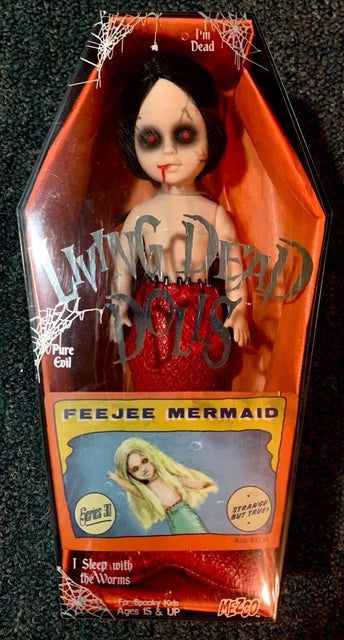 I'm
Dead
LIVING DEAD
DOLLS
Pure
Evil
FEEJEE MERMAID
Series 30
STRANGE
BUT TRUE!
I Sleep with
the Worms
For Spooky Kids
Ages 15 & UP
MEZCO